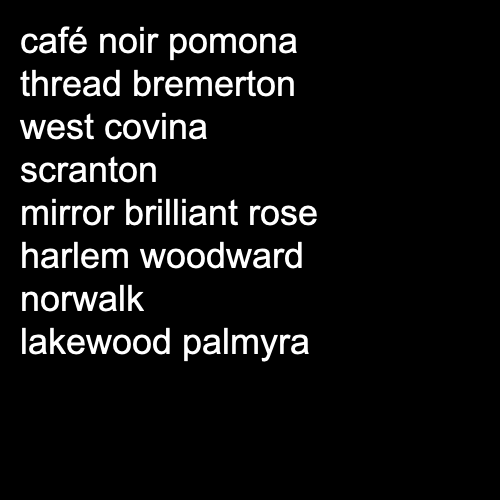 café noir pomona
thread bremerton
west covina
scranton
mirror brilliant rose
harlem woodward
norwalk
lakewood palmyra